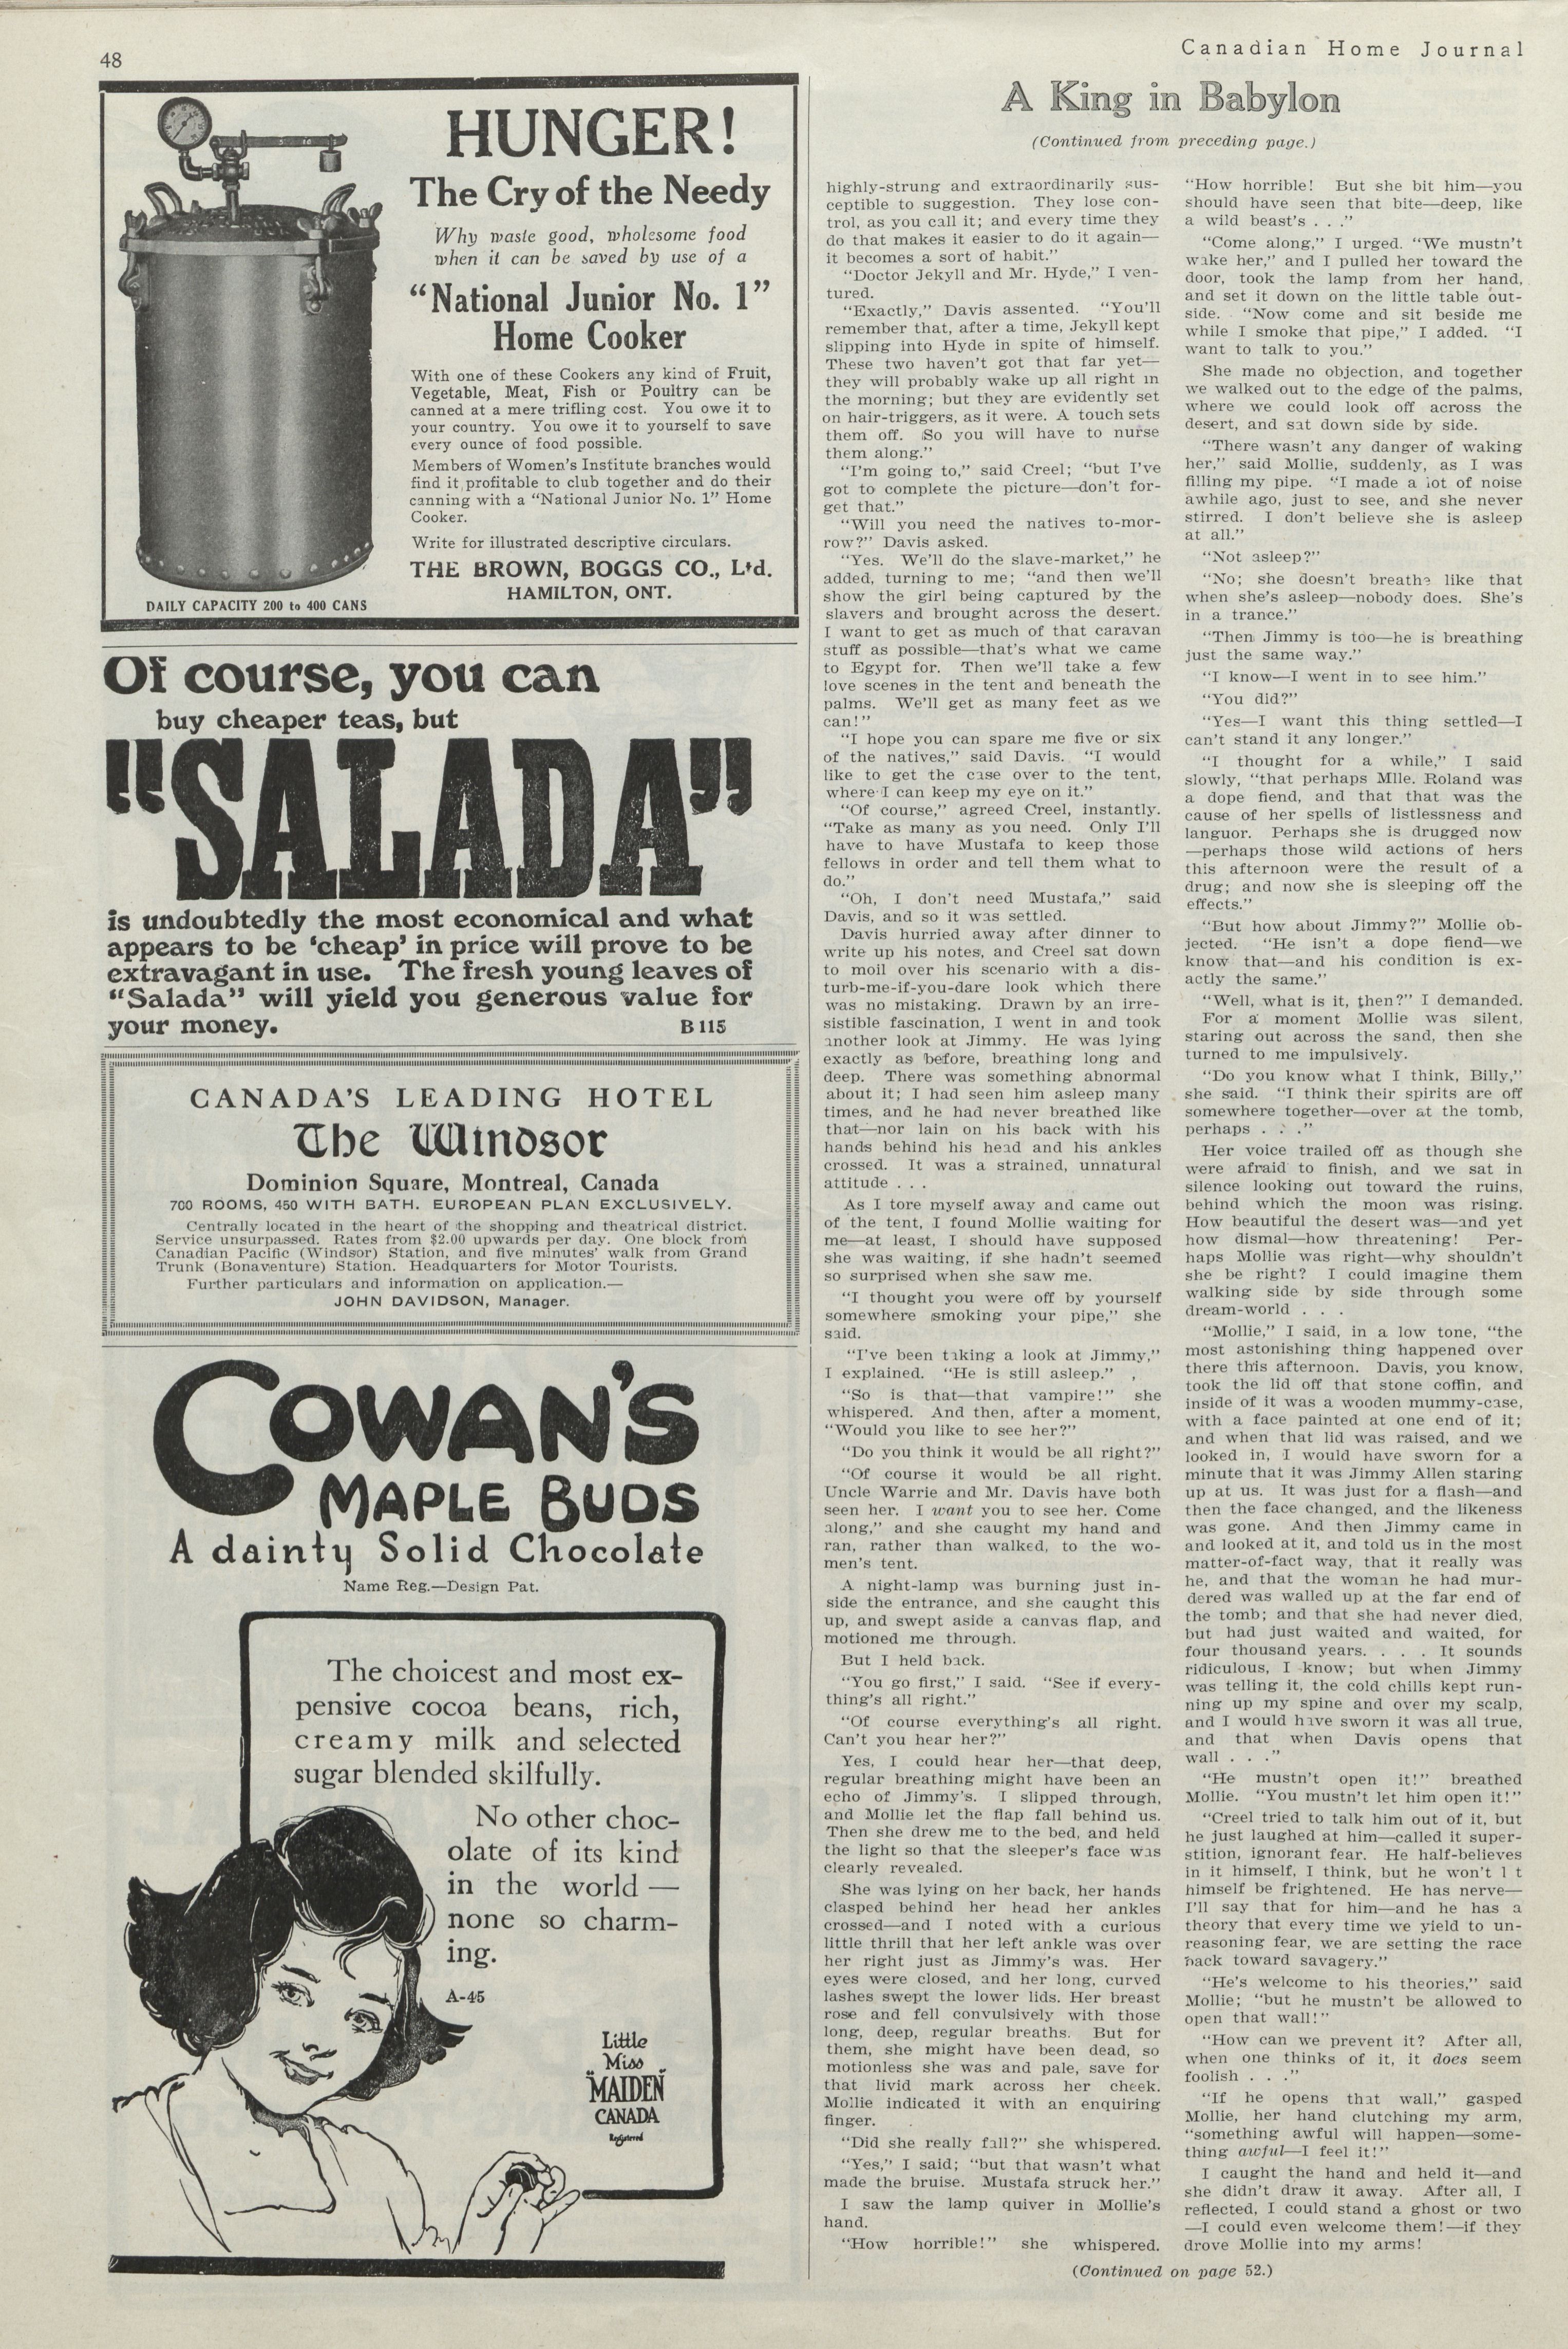 48
Canadian Home Journal
HUNGER!
The Cry of the Needy
Why waste good, wholesome food
when it can be saved by use of a
"National Junior No. 1"
Home Cooker
With one of these Cookers any kind of Fruit,
Vegetable, Meat, Fish or Poultry can be
canned at a mere trifling cost. You owe it to
your country. You owe it to yourself to save
every ounce of food possible.
Members of Women's Institute branches would
find it profitable to club together and do their
canning with a "National Junior No. 1" Home
Cooker.
Write for illustrated descriptive circulars.
THE BROWN, BOGGS CO., Ltd.
HAMILTON, ONT.
DAILY CAPACITY 200 to 400 CANS
Of course, you can
buy cheaper teas, but
"SALADA"
is undoubtedly the most economical and what
appears to be 'cheap' in price will prove to be
extravagant in use. The fresh young leaves of
"Salada" will yield you generous value for
your money.
B 115
CANADA'S LEADING HOTEL
The Windsor
Dominion Square, Montreal, Canada
700 ROOMS, 450 WITH BATH. EUROPEAN PLAN EXCLUSIVELY.
Centrally located in the heart of the shopping and theatrical district.
Service unsurpassed. Rates from $2.00 upwards per day. One block from
Canadian Pacific (Windsor) Station, and five minutes' walk from Grand
Trunk (Bonaventure) Station. Headquarters for Motor Tourists.
Further particulars and information on application.—
JOHN DAVIDSON, Manager.
COWAN'S
MAPLE BUDS
A dainty Solid Chocolate
Name Reg.—Design Pat.
The choicest and most ex-
pensive cocoa beans, rich,
creamy milk and selected
sugar blended skilfully.
No other choc-
olate of its kind
in the world —
none so charm-
ing.
A-45
Little
Miss
"MAIDEN"
CANADA
Registered
A King in Babylon
(Continued from preceding page.)
highly-strung and extraordinarily sus-
ceptible to suggestion. They lose con-
trol, as you call it; and every time they
do that makes it easier to do it again—
it becomes a sort of habit."
"Doctor Jekyll and Mr. Hyde," I ven-
tured.
"Exactly," Davis assented. "You'll
remember that, after a time, Jekyll kept
slipping into Hyde in spite of himself.
These two haven't got that far yet—
they will probably wake up all right in
the morning; but they are evidently set
on hair-triggers, as it were. A touch sets
them off. So you will have to nurse
them along."
"I'm going to," said Creel; "but I've
got to complete the picture—don't for-
get that."
"Will you need the natives to-mor-
row?" Davis asked.
"Yes. We'll do the slave-market," he
added, turning to me; "and then we'll
show the girl being captured by the
slavers and brought across the desert.
I want to get as much of that caravan
stuff as possible—that's what we came
to Egypt for. Then we'll take a few
love scenes in the tent and beneath the
palms. We'll get as many feet as we
can!"
"I hope you can spare me five or six
of the natives," said Davis. "I would
like to get the case over to the tent,
where I can keep my eye on it."
"Of course," agreed Creel, instantly.
"Take as many as you need. Only I'll
have to have Mustafa to keep those
fellows in order and tell them what to
do."
"Oh, I don't need Mustafa," said
Davis, and so it was settled.
Davis hurried away after dinner to
write up his notes, and Creel sat down
to moil over his scenario with a dis-
turb-me-if-you-dare look which there
was no mistaking. Drawn by an irre-
sistible fascination, I went in and took
another look at Jimmy. He was lying
exactly as before, breathing long and
deep. There was something abnormal
about it; I had seen him asleep many
times, and he had never breathed like
that—nor lain on his back with his
hands behind his head and his ankles
crossed. It was a strained, unnatural
attitude . . .
As I tore myself away and came out
of the tent, I found Mollie waiting for
me—at least, I should have supposed
she was waiting, if she hadn't seemed
so surprised when she saw me.
"I thought you were off by yourself
somewhere smoking your pipe," she
said.
"I've been taking a look at Jimmy,"
I explained. "He is still asleep."
"So is that—that vampire!" she
whispered. And then, after a moment,
"Would you like to see her?"
"Do you think it would be all right?"
"Of course it would be all right.
Uncle Warrie and Mr. Davis have both
seen her. I want you to see her. Come
along," and she caught my hand and
ran, rather than walked, to the wo-
men's tent.
A night-lamp was burning just in-
side the entrance, and she caught this
up, and swept aside a canvas flap, and
motioned me through.
But I held back.
"You go first," I said. "See if every-
thing's all right."
"Of course everything's all right.
Can't you hear her?"
Yes, I could hear her—that deep,
regular breathing might have been an
echo of Jimmy's. I slipped through,
and Mollie let the flap fall behind us.
Then she drew me to the bed, and held
the light so that the sleeper's face was
clearly revealed.
She was lying on her back, her hands
clasped behind her head her ankles
crossed—and I noted with a curious
little thrill that her left ankle was over
her right just as Jimmy's was. Her
eyes were closed, and her long, curved
lashes swept the lower lids. Her breast
rose and fell convulsively with those
long, deep, regular breaths. But for
them, she might have been dead, so
motionless she was and pale, save for
that livid mark across her cheek.
Mollie indicated it with an enquiring
finger.
"Did she really fall?" she whispered.
"Yes," I said; "but that wasn't what
made the bruise. Mustafa struck her."
I saw the lamp quiver in Mollie's
hand.
"How horrible!" she whispered.
"How horrible! But she bit him—you
should have seen that bite—deep, like
a wild beast's . . ."
"Come along," I urged. "We mustn't
wake her," and I pulled her toward the
door, took the lamp from her hand,
and set it down on the little table out-
side. "Now come and sit beside me
while I smoke that pipe," I added. "I
want to talk to you."
She made no objection, and together
we walked out to the edge of the palms,
where we could look off across the
desert, and sat down side by side.
"There wasn't any danger of waking
her," said Mollie, suddenly, as I was
filling my pipe. "I made a lot of noise
awhile ago, just to see, and she never
stirred. I don't believe she is asleep
at all."
"Not asleep?"
"No; she doesn't breathe like that
when she's asleep—nobody does. She's
in a trance."
"Then Jimmy is too—he is breathing
just the same way."
"I know—I went in to see him."
"You did?"
"Yes—I want this thing settled—I
can't stand it any longer."
"I thought for a while," I said
slowly, "that perhaps Mlle. Roland was
a dope fiend, and that that was the
cause of her spells of listlessness and
languor. Perhaps she is drugged now
—perhaps those wild actions of hers
this afternoon were the result of a
drug; and now she is sleeping off the
effects."
"But how about Jimmy?" Mollie ob-
jected. "He isn't a dope fiend—we
know that—and his condition is ex-
actly the same."
"Well, what is it, then?" I demanded.
For a moment Mollie was silent,
staring out across the sand, then she
turned to me impulsively.
"Do you know what I think, Billy,"
she said. "I think their spirits are off
somewhere together—over at the tomb,
perhaps . . ."
Her voice trailed off as though she
were afraid to finish, and we sat in
silence looking out toward the ruins,
behind which the moon was rising.
How beautiful the desert was—and yet
how dismal—how threatening! Per-
haps Mollie was right—why shouldn't
she be right? I could imagine them
walking side by side through some
dream-world . . .
"Mollie," I said, in a low tone, "the
most astonishing thing happened over
there this afternoon. Davis, you know,
took the lid off that stone coffin, and
inside of it was a wooden mummy-case,
with a face painted at one end of it;
and when that lid was raised, and we
looked in, I would have sworn for a
minute that it was Jimmy Allen staring
up at us. It was just for a flash—and
then the face changed, and the likeness
was gone. And then Jimmy came in
and looked at it, and told us in the most
matter-of-fact way, that it really was
he, and that the woman he had mur-
dered was walled up at the far end of
the tomb; and that she had never died,
but had just waited and waited, for
four thousand years. . . . It sounds
ridiculous, I know; but when Jimmy
was telling it, the cold chills kept run-
ning up my spine and over my scalp,
and I would have sworn it was all true,
and that when Davis opens that
wall . . ."
"He mustn't open it!" breathed
Mollie. "You mustn't let him open it!"
"Creel tried to talk him out of it, but
he just laughed at him—called it super-
stition, ignorant fear. He half-believes
in it himself, I think, but he won't l t
himself be frightened. He has nerve—
I'll say that for him—and he has a
theory that every time we yield to un-
reasoning fear, we are setting the race
back toward savagery."
"He's welcome to his theories," said
Mollie; "but he mustn't be allowed to
open that wall!"
"How can we prevent it? After all,
when one thinks of it, it does seem
foolish . . ."
"If he opens that wall," gasped
Mollie, her hand clutching my arm,
"something awful will happen—some-
thing awful—I feel it!"
I caught the hand and held it—and
she didn't draw it away. After all, I
reflected, I could stand a ghost or two
—I could even welcome them!—if they
drove Mollie into my arms!
(Continued on page 52.)